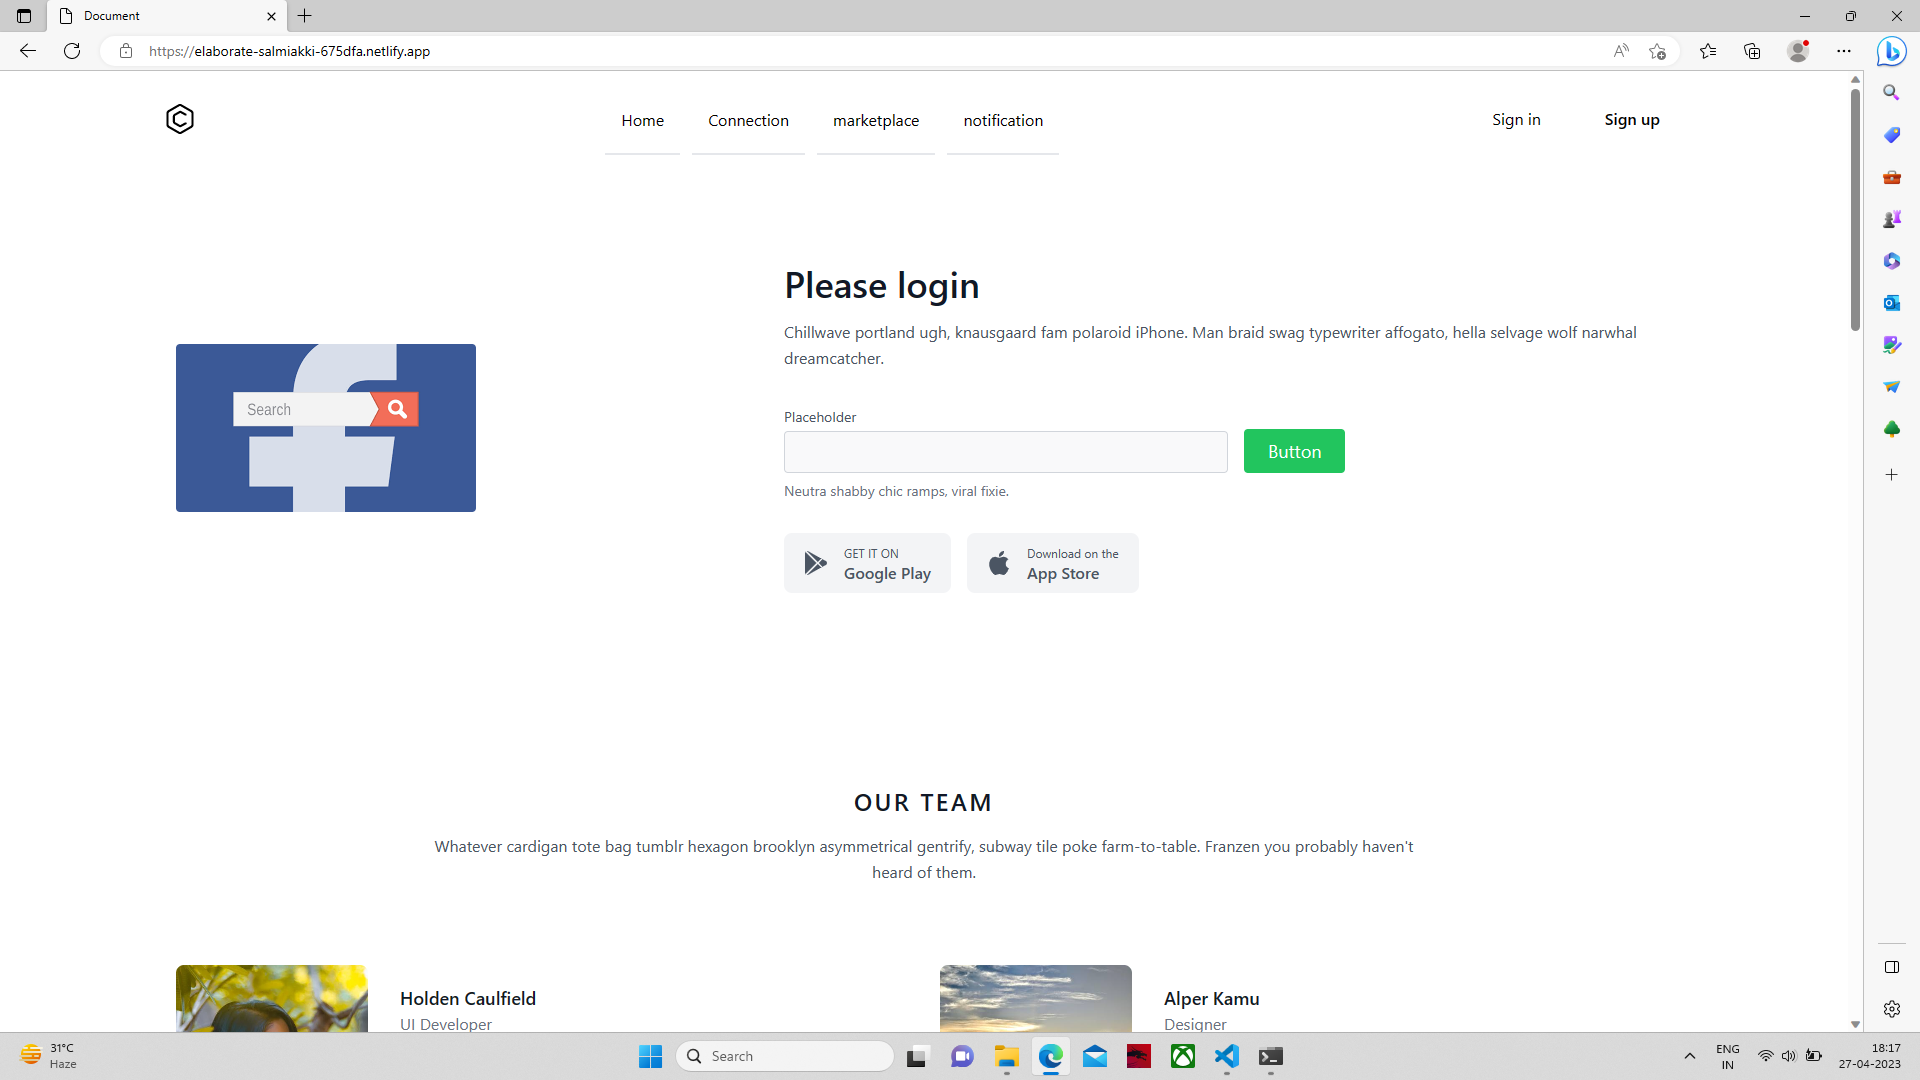 Document
https://elaborate-salmiakki-675dfa.netlify.app
Home
Connection
marketplace
notification
Sign in
Sign up
Please login
Chillwave portland ugh, knausgaard fam polaroid iPhone. Man braid swag typewriter affogato, hella selvage wolf narwhal
dreamcatcher.
Search
Placeholder
Button
Neutra shabby chic ramps, viral fixie.
GET IT ON
Google Play
Download on the
App Store
OUR TEAM
Whatever cardigan tote bag tumblr hexagon brooklyn asymmetrical gentrify, subway tile poke farm-to-table. Franzen you probably haven't
heard of them.
Holden Caulfield
UI Developer
Alper Kamu
Designer
31°C
Haze
Search
ENG
IN
18:17
27-04-2023